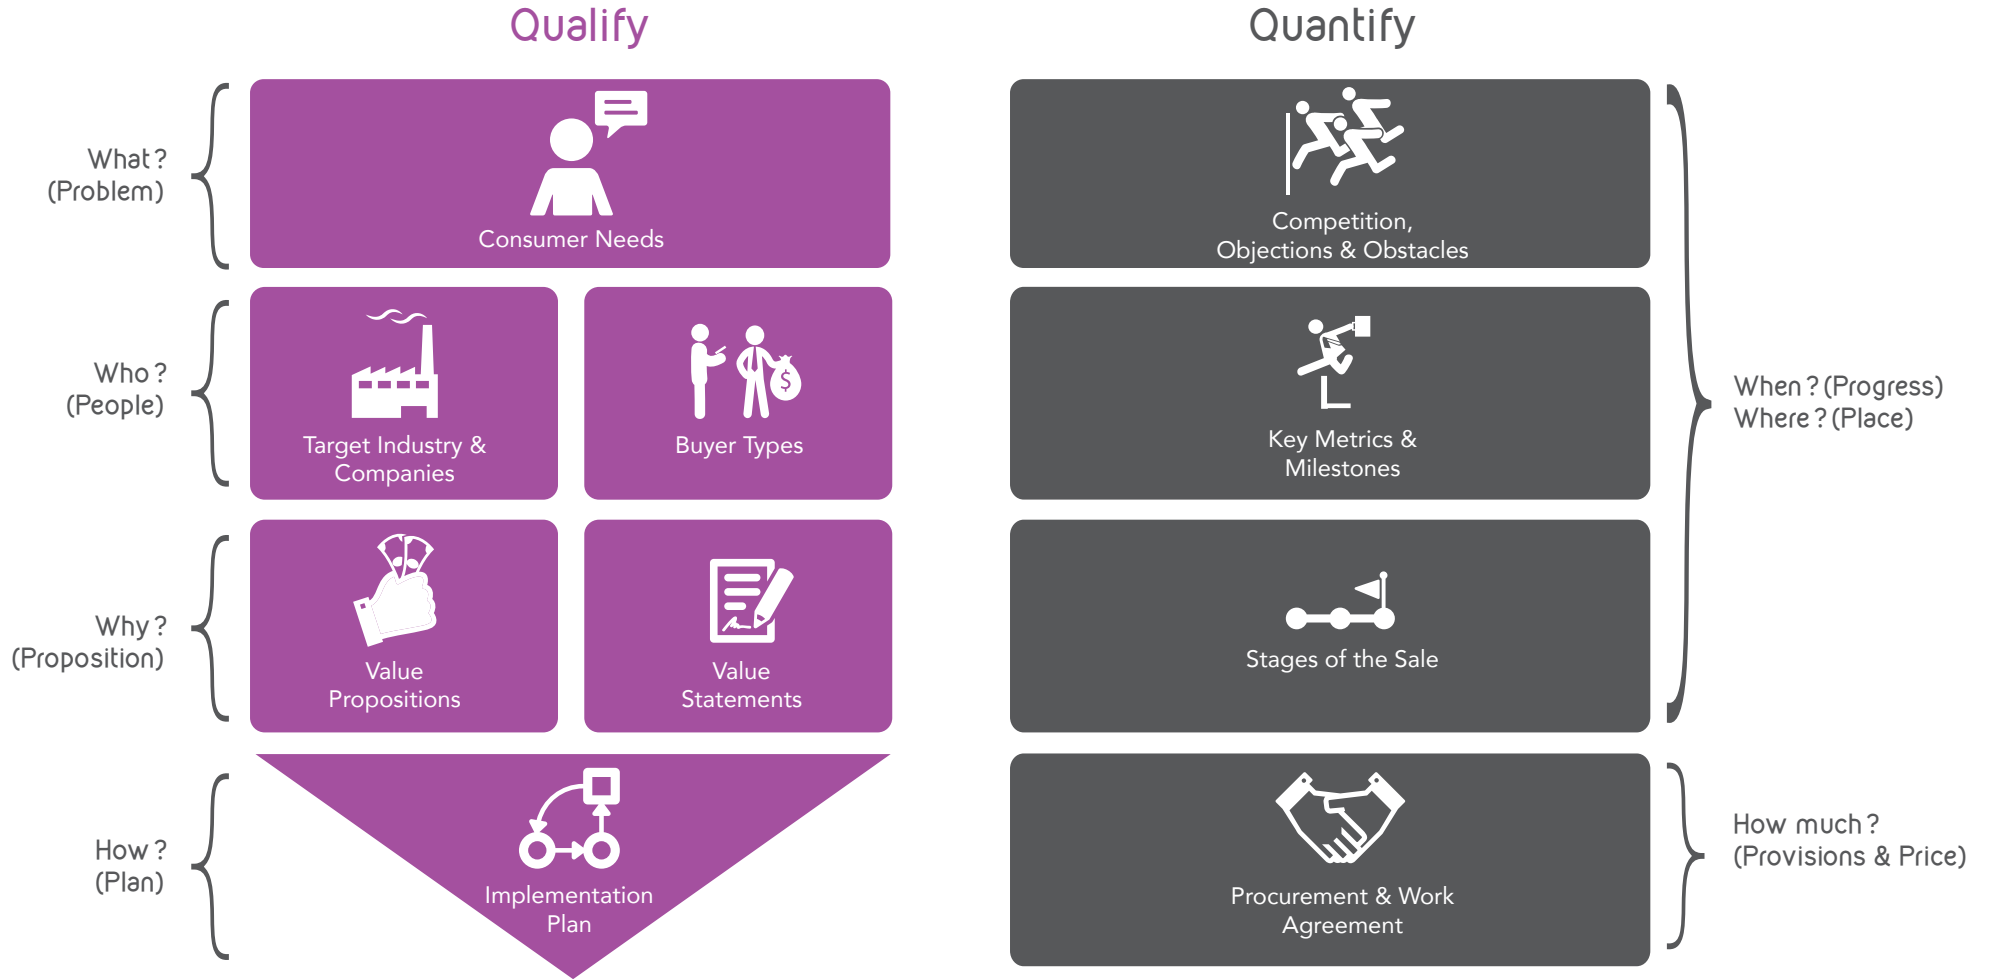 Qualify
Quantify
What?
(Problem)
Consumer Needs
Competition,
Objections & Obstacles
Who?
(People)
Target Industry &
Companies
Buyer Types
Key Metrics &
Milestones
When? (Progress)
Where? (Place)
Why?
(Proposition)
Value
Propositions
Value
Statements
Stages of the Sale
How?
(Plan)
Implementation
Plan
Procurement & Work
Agreement
How much?
(Provisions & Price)
$